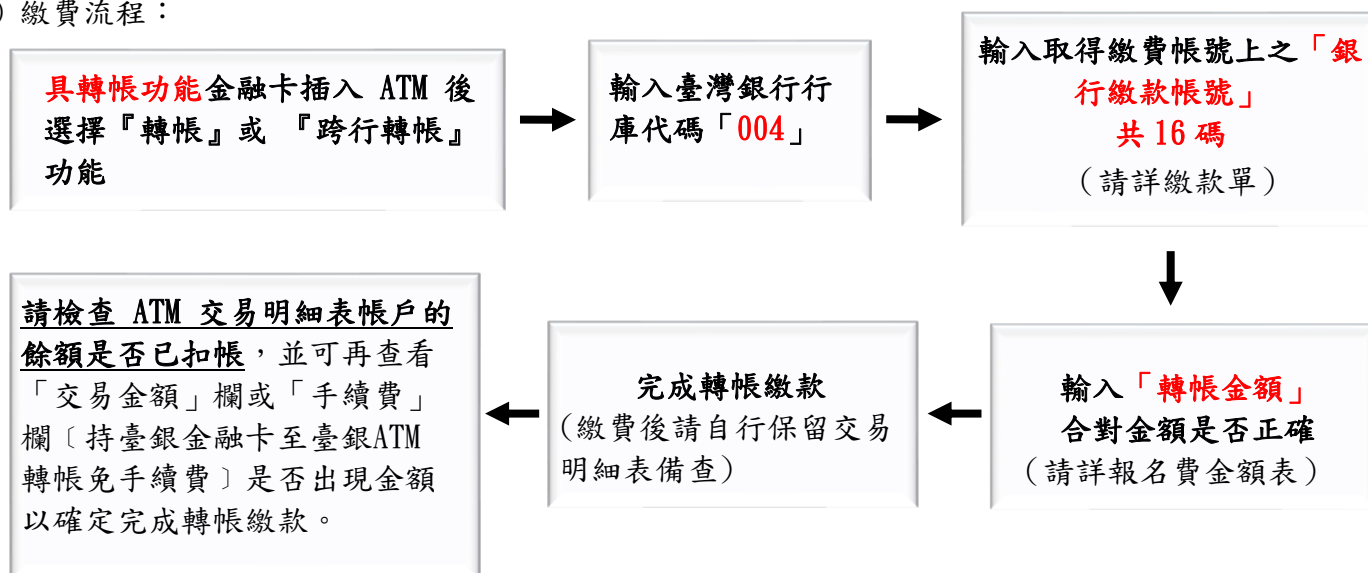 ) 繳費流程：
具轉帳功能金融卡插入 ATM 後
選擇『轉帳』或 『跨行轉帳』
功能
輸入臺灣銀行行
庫代碼「004」
輸入取得繳費帳號上之「銀
行繳款帳號」
共 16 碼
（請詳繳款單）
輸入「轉帳金額」
合對金額是否正確
（請詳報名費金額表）
完成轉帳繳款
(繳費後請自行保留交易
明細表備查)
請檢查 ATM 交易明細表帳戶的
餘額是否已扣帳，並可再查看
「交易金額」欄或「手續費」
欄〔持臺銀金融卡至臺銀ATM
轉帳免手續費〕是否出現金額
以確定完成轉帳繳款。